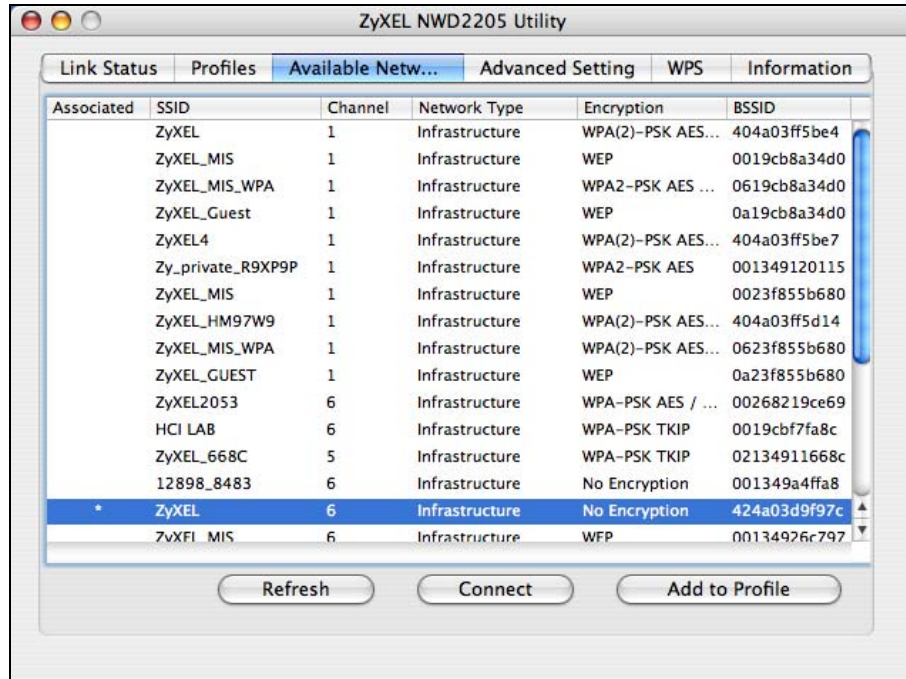 ZyXEL NWD2205 Utility
Link Status Profiles Available Netw... Advanced Setting WPS Information
Associated SSID Channel Network Type Encryption BSSID
ZyXEL 1 Infrastructure WPA(2)-PSK AES... 404a03ff5be4
ZyXEL_MIS 1 Infrastructure WEP 0019cb8a34d0
ZyXEL_MIS_WPA 1 Infrastructure WPA2-PSK AES ... 0619cb8a34d0
ZyXEL_Guest 1 Infrastructure WEP 0a19cb8a34d0
ZyXEL4 1 Infrastructure WPA(2)-PSK AES... 404a03ff5be7
Zy_private_R9XP9P 1 Infrastructure WPA2-PSK AES 001349120115
ZyXEL_MIS 1 Infrastructure WEP 0023f855b680
ZyXEL_HM97W9 1 Infrastructure WPA(2)-PSK AES... 404a03ff5d14
ZyXEL_MIS_WPA 1 Infrastructure WPA(2)-PSK AES... 0623f855b680
ZyXEL_GUEST 1 Infrastructure WEP 0a23f855b680
ZyXEL2053 6 Infrastructure WPA-PSK AES / ... 00268219ce69
HCI LAB 6 Infrastructure WPA-PSK TKIP 0019cbf7fa8c
ZyXEL_668C 5 Infrastructure WPA-PSK TKIP 02134911668c
12898_8483 6 Infrastructure No Encryption 001349a4ffa8
* ZyXEL 6 Infrastructure No Encryption 424a03d9f97c
ZyXEL_MIS 6 Infrastructure WEP 00134926c797
Refresh Connect Add to Profile